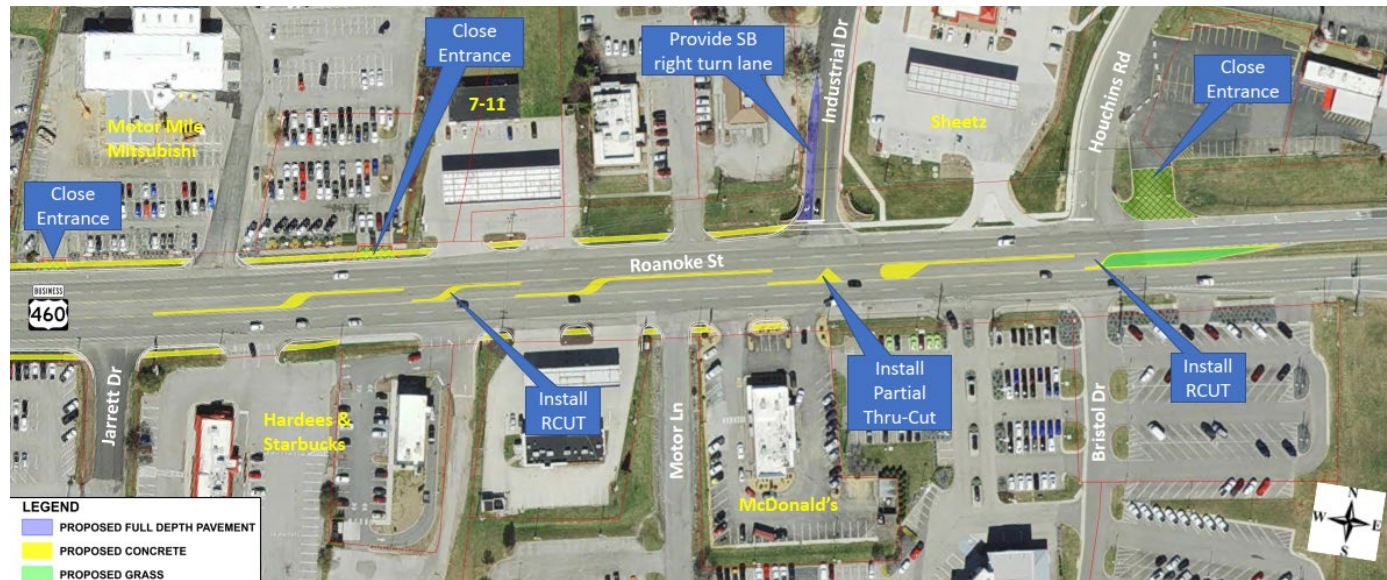 Close
Entrance
Provide SB
right turn lane
Industrial Dr
Houchins Rd
Close
Entrance
7-11
Motor Mile
Mitsubishi
Sheetz
Close
Entrance
Roanoke St
BUSINESS
460
Install
RCUT
Install
Partial
Thru-Cut
Install
RCUT
Jarrett Dr
Hardees &
Starbucks
Motor Ln
McDonald's
Bristol Dr
LEGEND
PROPOSED FULL DEPTH PAVEMENT
PROPOSED CONCRETE
PROPOSED GRASS
N
W
E
S